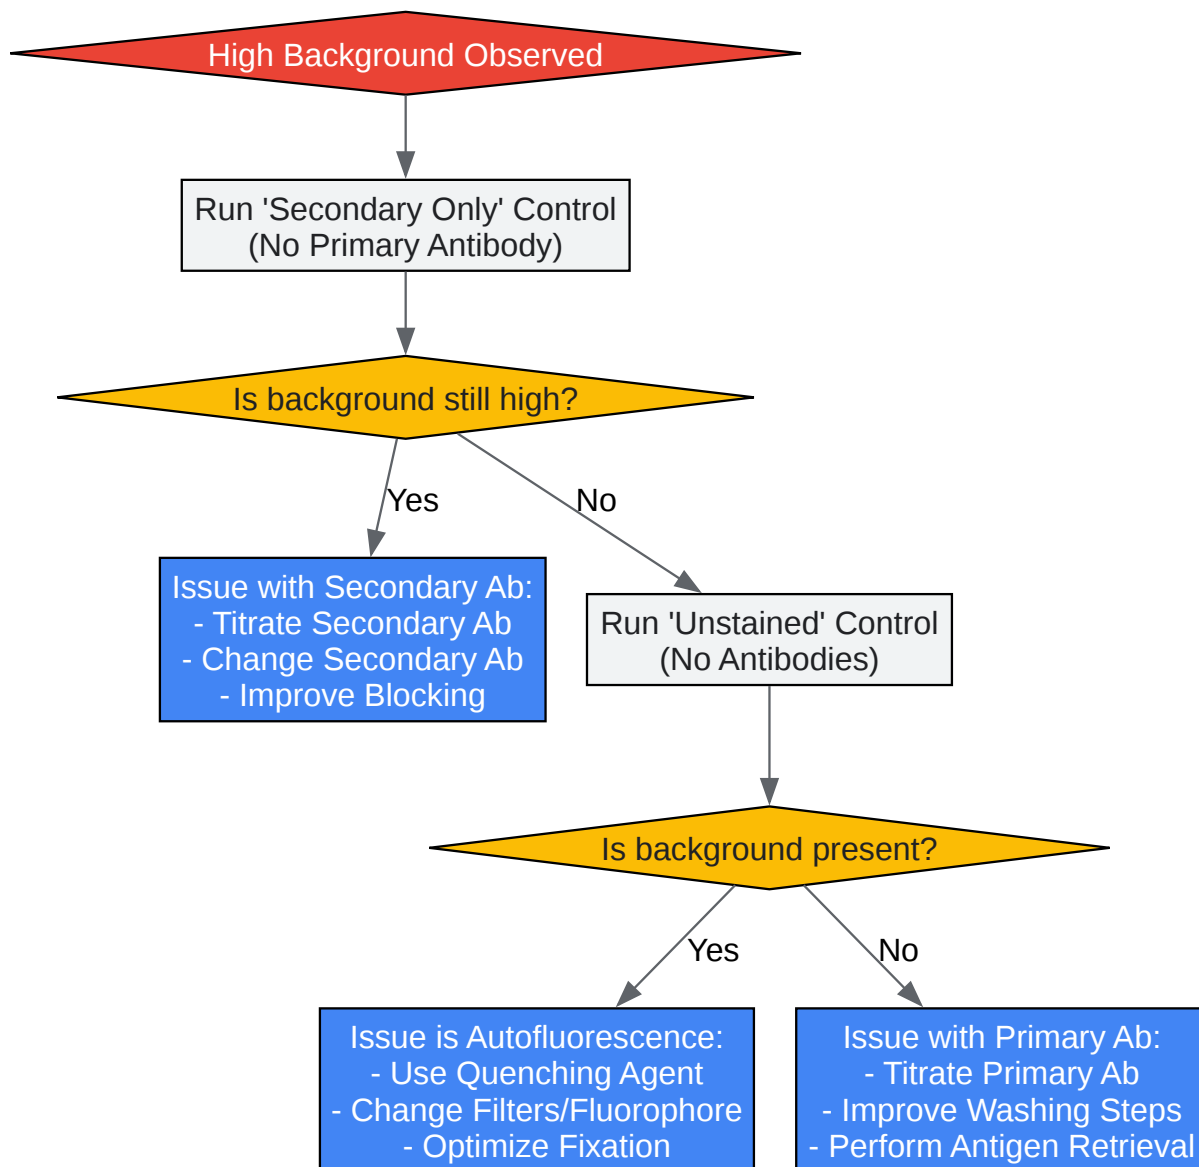 High Background Observed
Run 'Secondary Only' Control
(No Primary Antibody)
Is background still high?
Yes
No
Issue with Secondary Ab:
- Titrate Secondary Ab
- Change Secondary Ab
- Improve Blocking
Run 'Unstained' Control
(No Antibodies)
Is background present?
Yes
No
Issue is Autofluorescence:
- Use Quenching Agent
- Change Filters/Fluorophore
- Optimize Fixation
Issue with Primary Ab:
- Titrate Primary Ab
- Improve Washing Steps
- Perform Antigen Retrieval